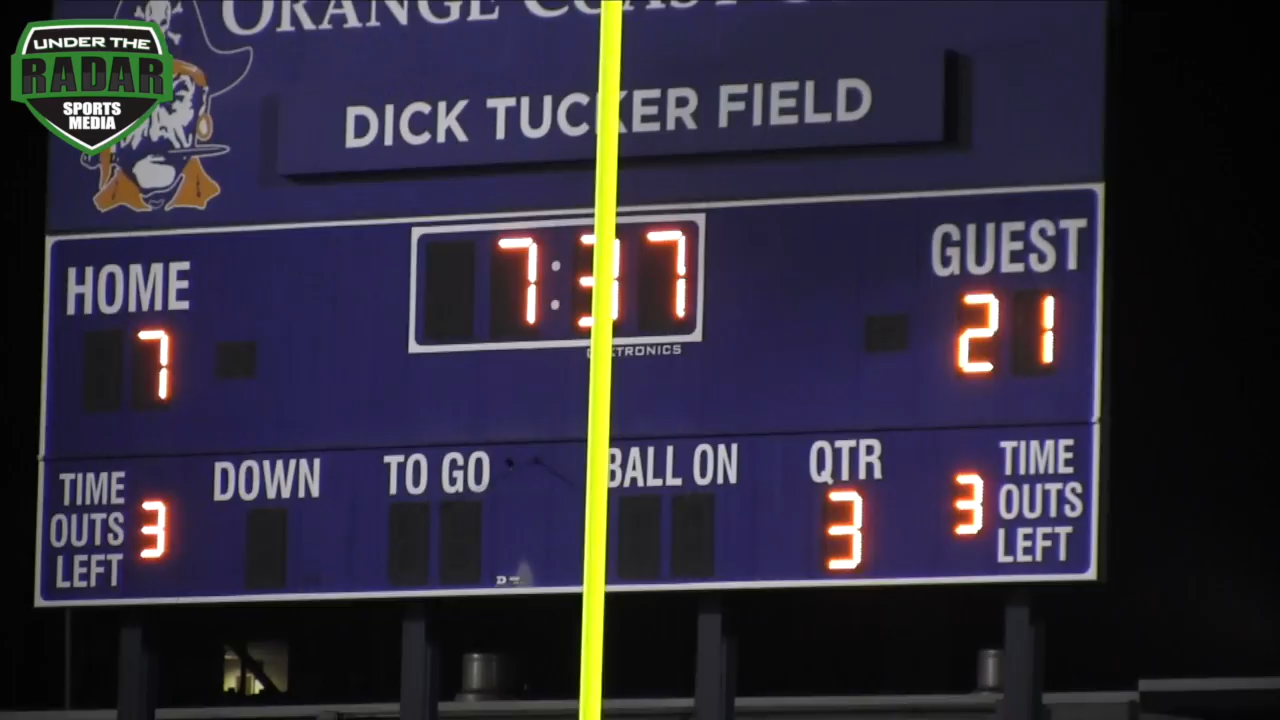 UNDER THE
RADAR
SPORTS
MEDIA
ORANGE
DICK TUCKER FIELD
HOME
7:37
GUEST
7
21
TIME
OUTS
LEFT
3
DOWN
TO GO
BALL ON
QTR
3
3
TIME
OUTS
LEFT